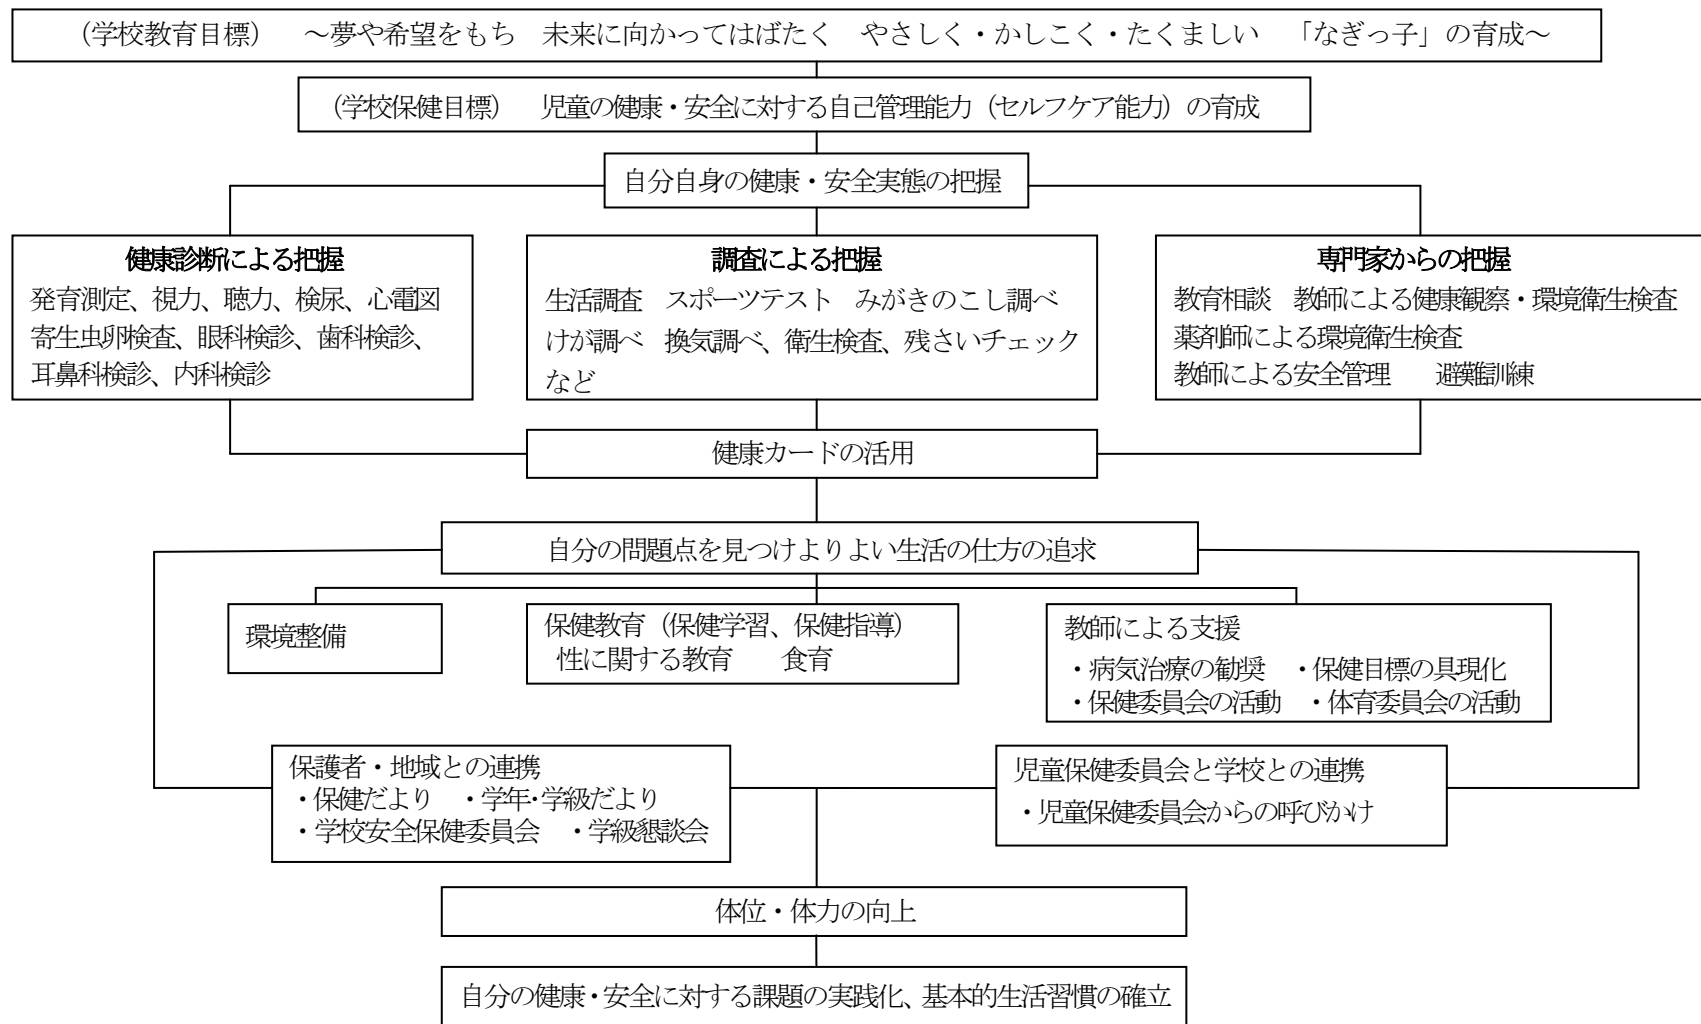 （学校教育目標）　～夢や希望をもち　未来に向かってはばたく　やさしく・かしこく・たくましい　「なぎっ子」の育成～
（学校保健目標）　児童の健康・安全に対する自己管理能力（セルフケア能力）の育成
自分自身の健康・安全実態の把握
健康診断による把握
発育測定、視力、聴力、検尿、心電図
寄生虫卵検査、眼科検診、歯科検診、
耳鼻科検診、内科検診
調査による把握
生活調査　スポーツテスト　みがきのこし調べ
けが調べ　換気調べ、衛生検査、残さいチェック
など
専門家からの把握
教育相談　教師による健康観察・環境衛生検査
薬剤師による環境衛生検査
教師による安全管理　　避難訓練
健康カードの活用
自分の問題点を見つけよりよい生活の仕方の追求
環境整備
保健教育（保健学習、保健指導）
性に関する教育　　食育
教師による支援
・病気治療の勧奨　・保健目標の具現化
・保健委員会の活動　・体育委員会の活動
保護者・地域との連携
・保健だより　・学年・学級だより
・学校安全保健委員会　・学級懇談会
児童保健委員会と学校との連携
・児童保健委員会からの呼びかけ
体位・体力の向上
自分の健康・安全に対する課題の実践化、基本的生活習慣の確立